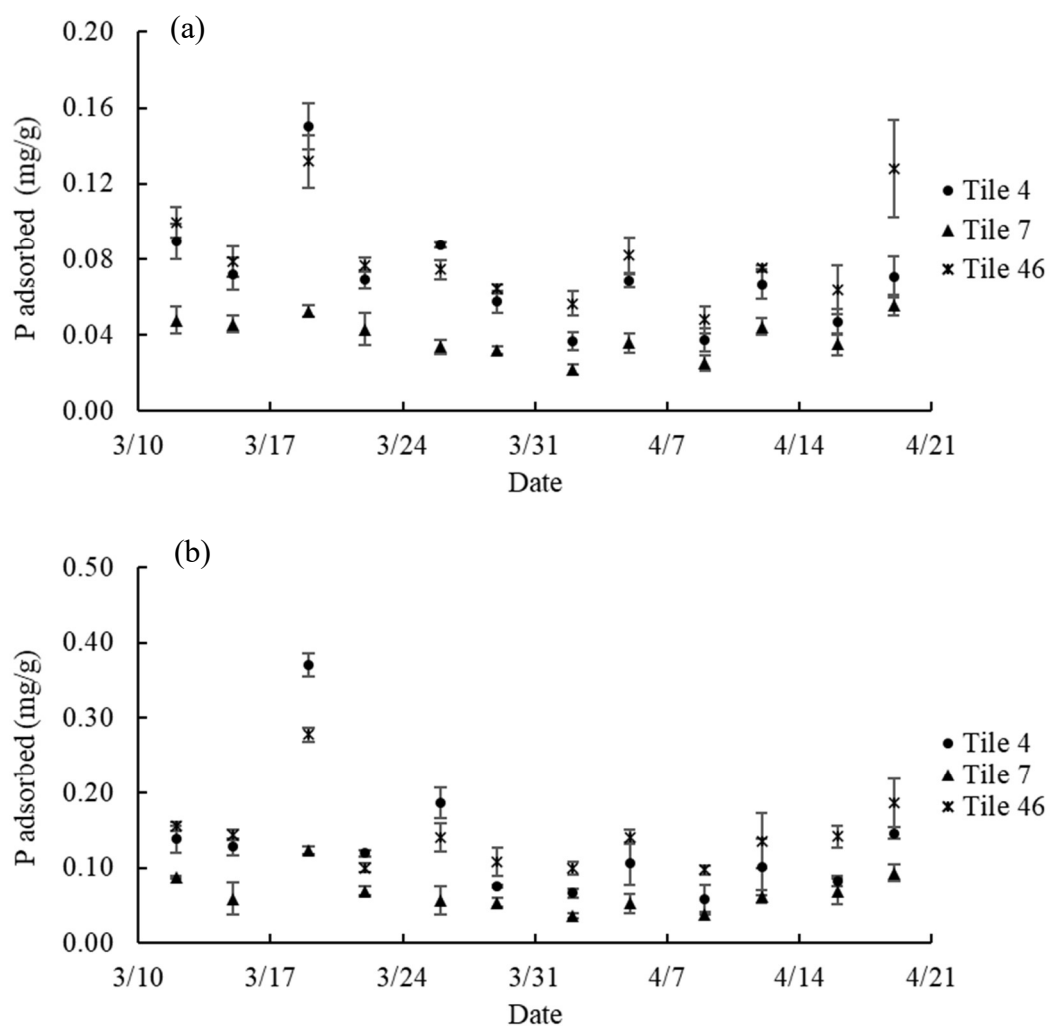 (a)
P adsorbed (mg/g)
0.20
0.16
0.12
0.08
0.04
0.00
3/10 3/17 3/24 3/31 4/7 4/14 4/21
Date
Tile 4
Tile 7
Tile 46
(b)
P adsorbed (mg/g)
0.50
0.40
0.30
0.20
0.10
0.00
3/10 3/17 3/24 3/31 4/7 4/14 4/21
Date
Tile 4
Tile 7
Tile 46